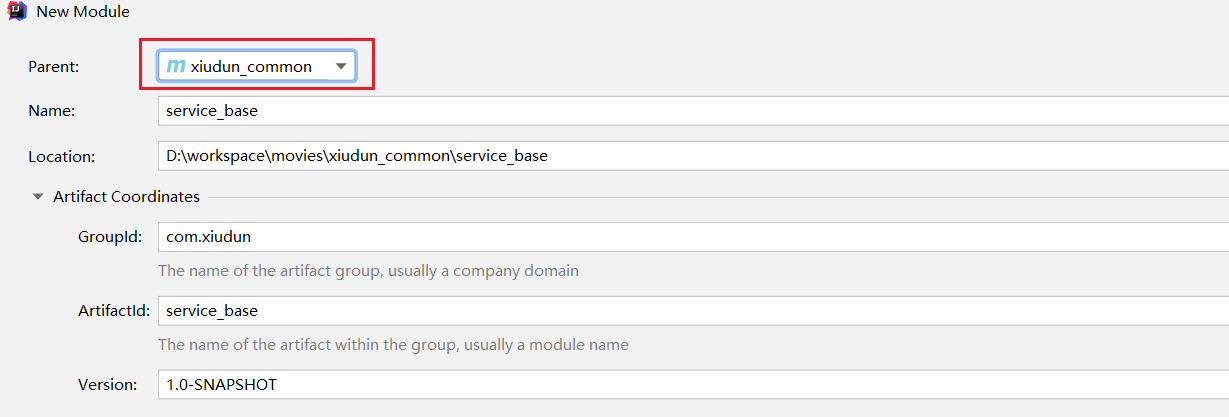 New Module
Parent: m xiudun_common
Name: service_base
Location: D:\workspace\movies\xiudun_common\service_base
Artifact Coordinates
GroupId: com.xiudun
The name of the artifact group, usually a company domain
ArtifactId: service_base
The name of the artifact within the group, usually a module name
Version: 1.0-SNAPSHOT